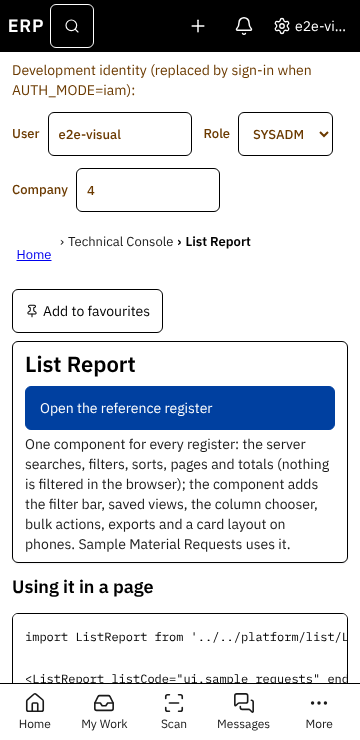 ERP
e2e-vi...
Development identity (replaced by sign-in when
AUTH_MODE=iam):
User e2e-visual Role SYSADM
Company 4
Home › Technical Console › List Report
Add to favourites
List Report
Open the reference register
One component for every register: the server
searches, filters, sorts, pages and totals (nothing
is filtered in the browser); the component adds
the filter bar, saved views, the column chooser,
bulk actions, exports and a card layout on
phones. Sample Material Requests uses it.
Using it in a page
import ListReport from '../../platform/list/L
<ListReport listCode="ui.sample_requests" end
Home My Work Scan Messages More